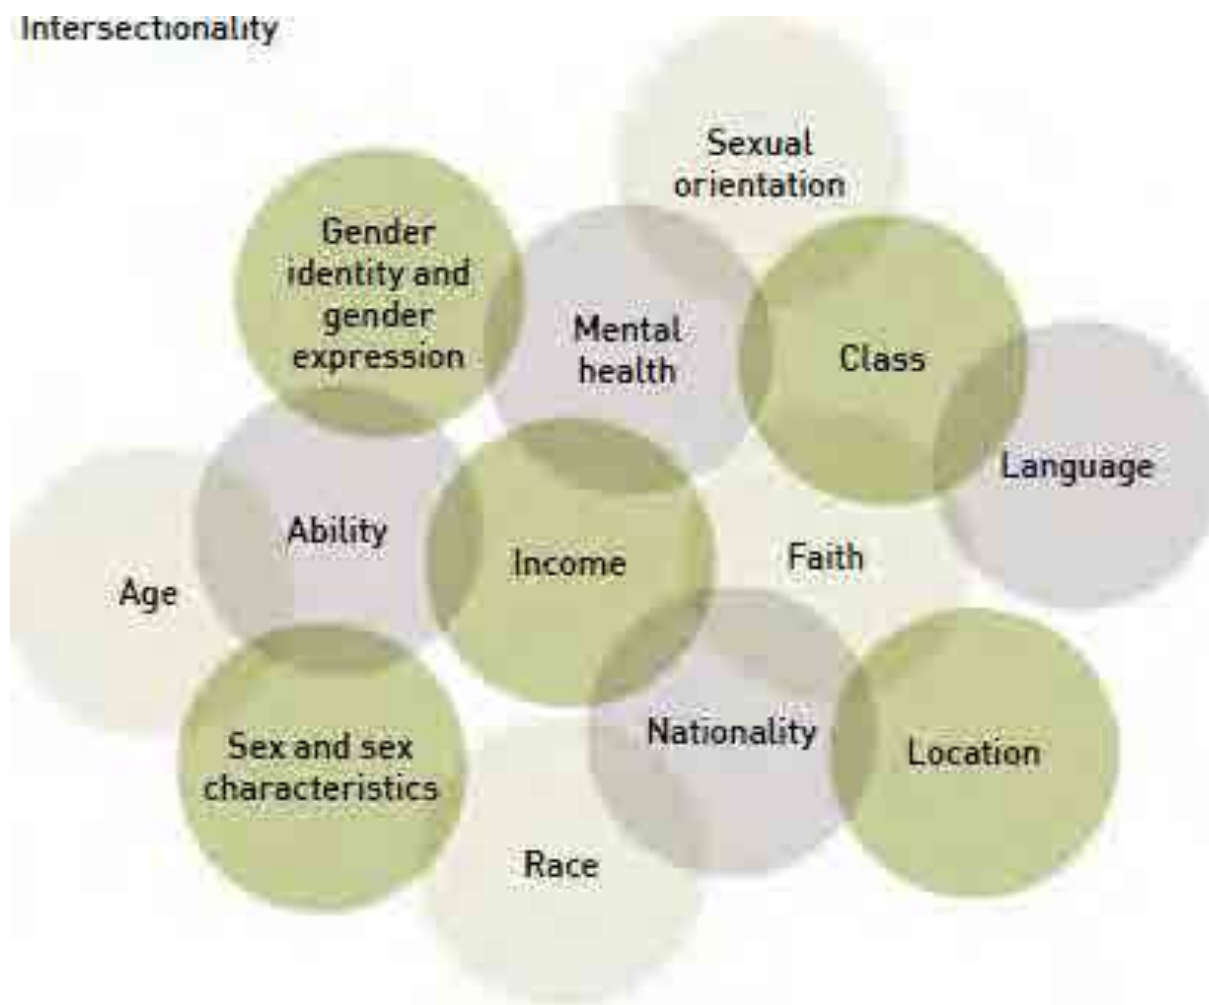 Intersectionality
Sexual
orientation
Gender
identity and
gender
expression
Mental
health
Class
Language
Ability
Income
Faith
Age
Nationality
Location
Sex and sex
characteristics
Race